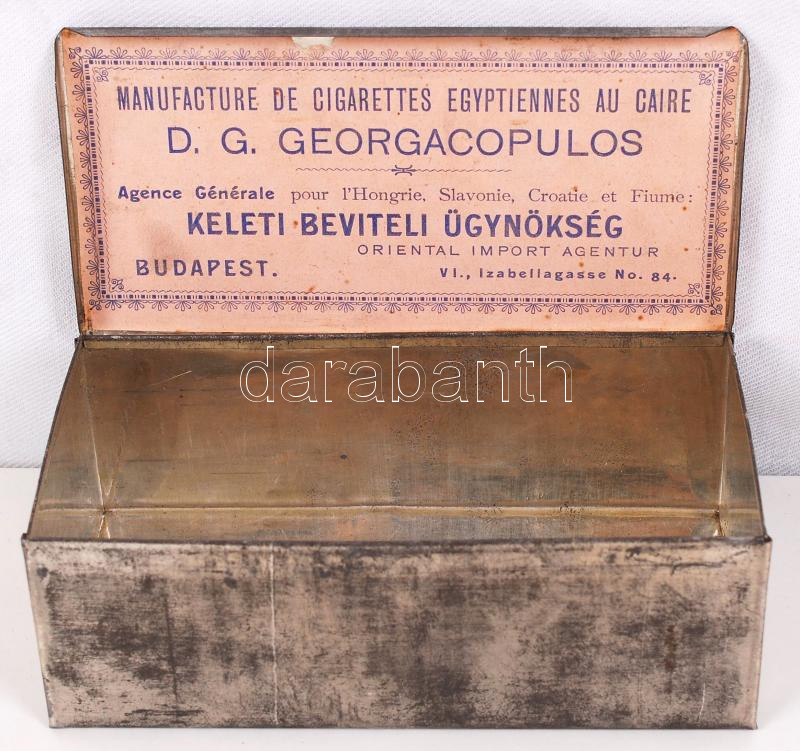 MANUFACTURE DE CIGARETTES EGYPTIENNES AU CAIRE
D. G. GEORGACOPULOS
Agence Générale pour l'Hongrie, Slavonie, Croatie et Fiume:
KELETI BEVITELI ÜGYNÖKSÉG
ORIENTAL IMPORT AGENTUR
BUDAPEST. VI., Izabellagasse No. 84.
darabanth